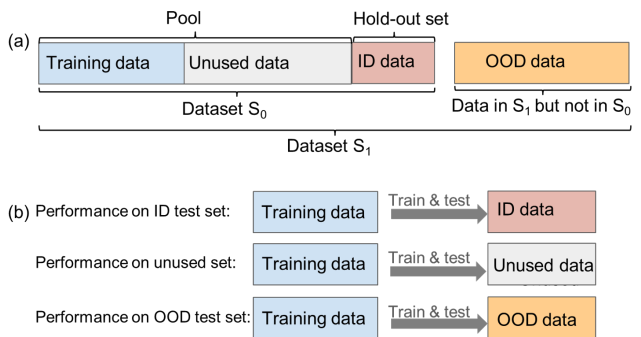 Pool
Hold-out set
(a)
Training data
Unused data
ID data
OOD data
Dataset S₀
Data in S₁ but not in S₀
Dataset S₁
(b)
Performance on ID test set:
Training data
Train & test
ID data
Performance on unused set:
Training data
Train & test
Unused data
Performance on OOD test set:
Training data
Train & test
OOD data